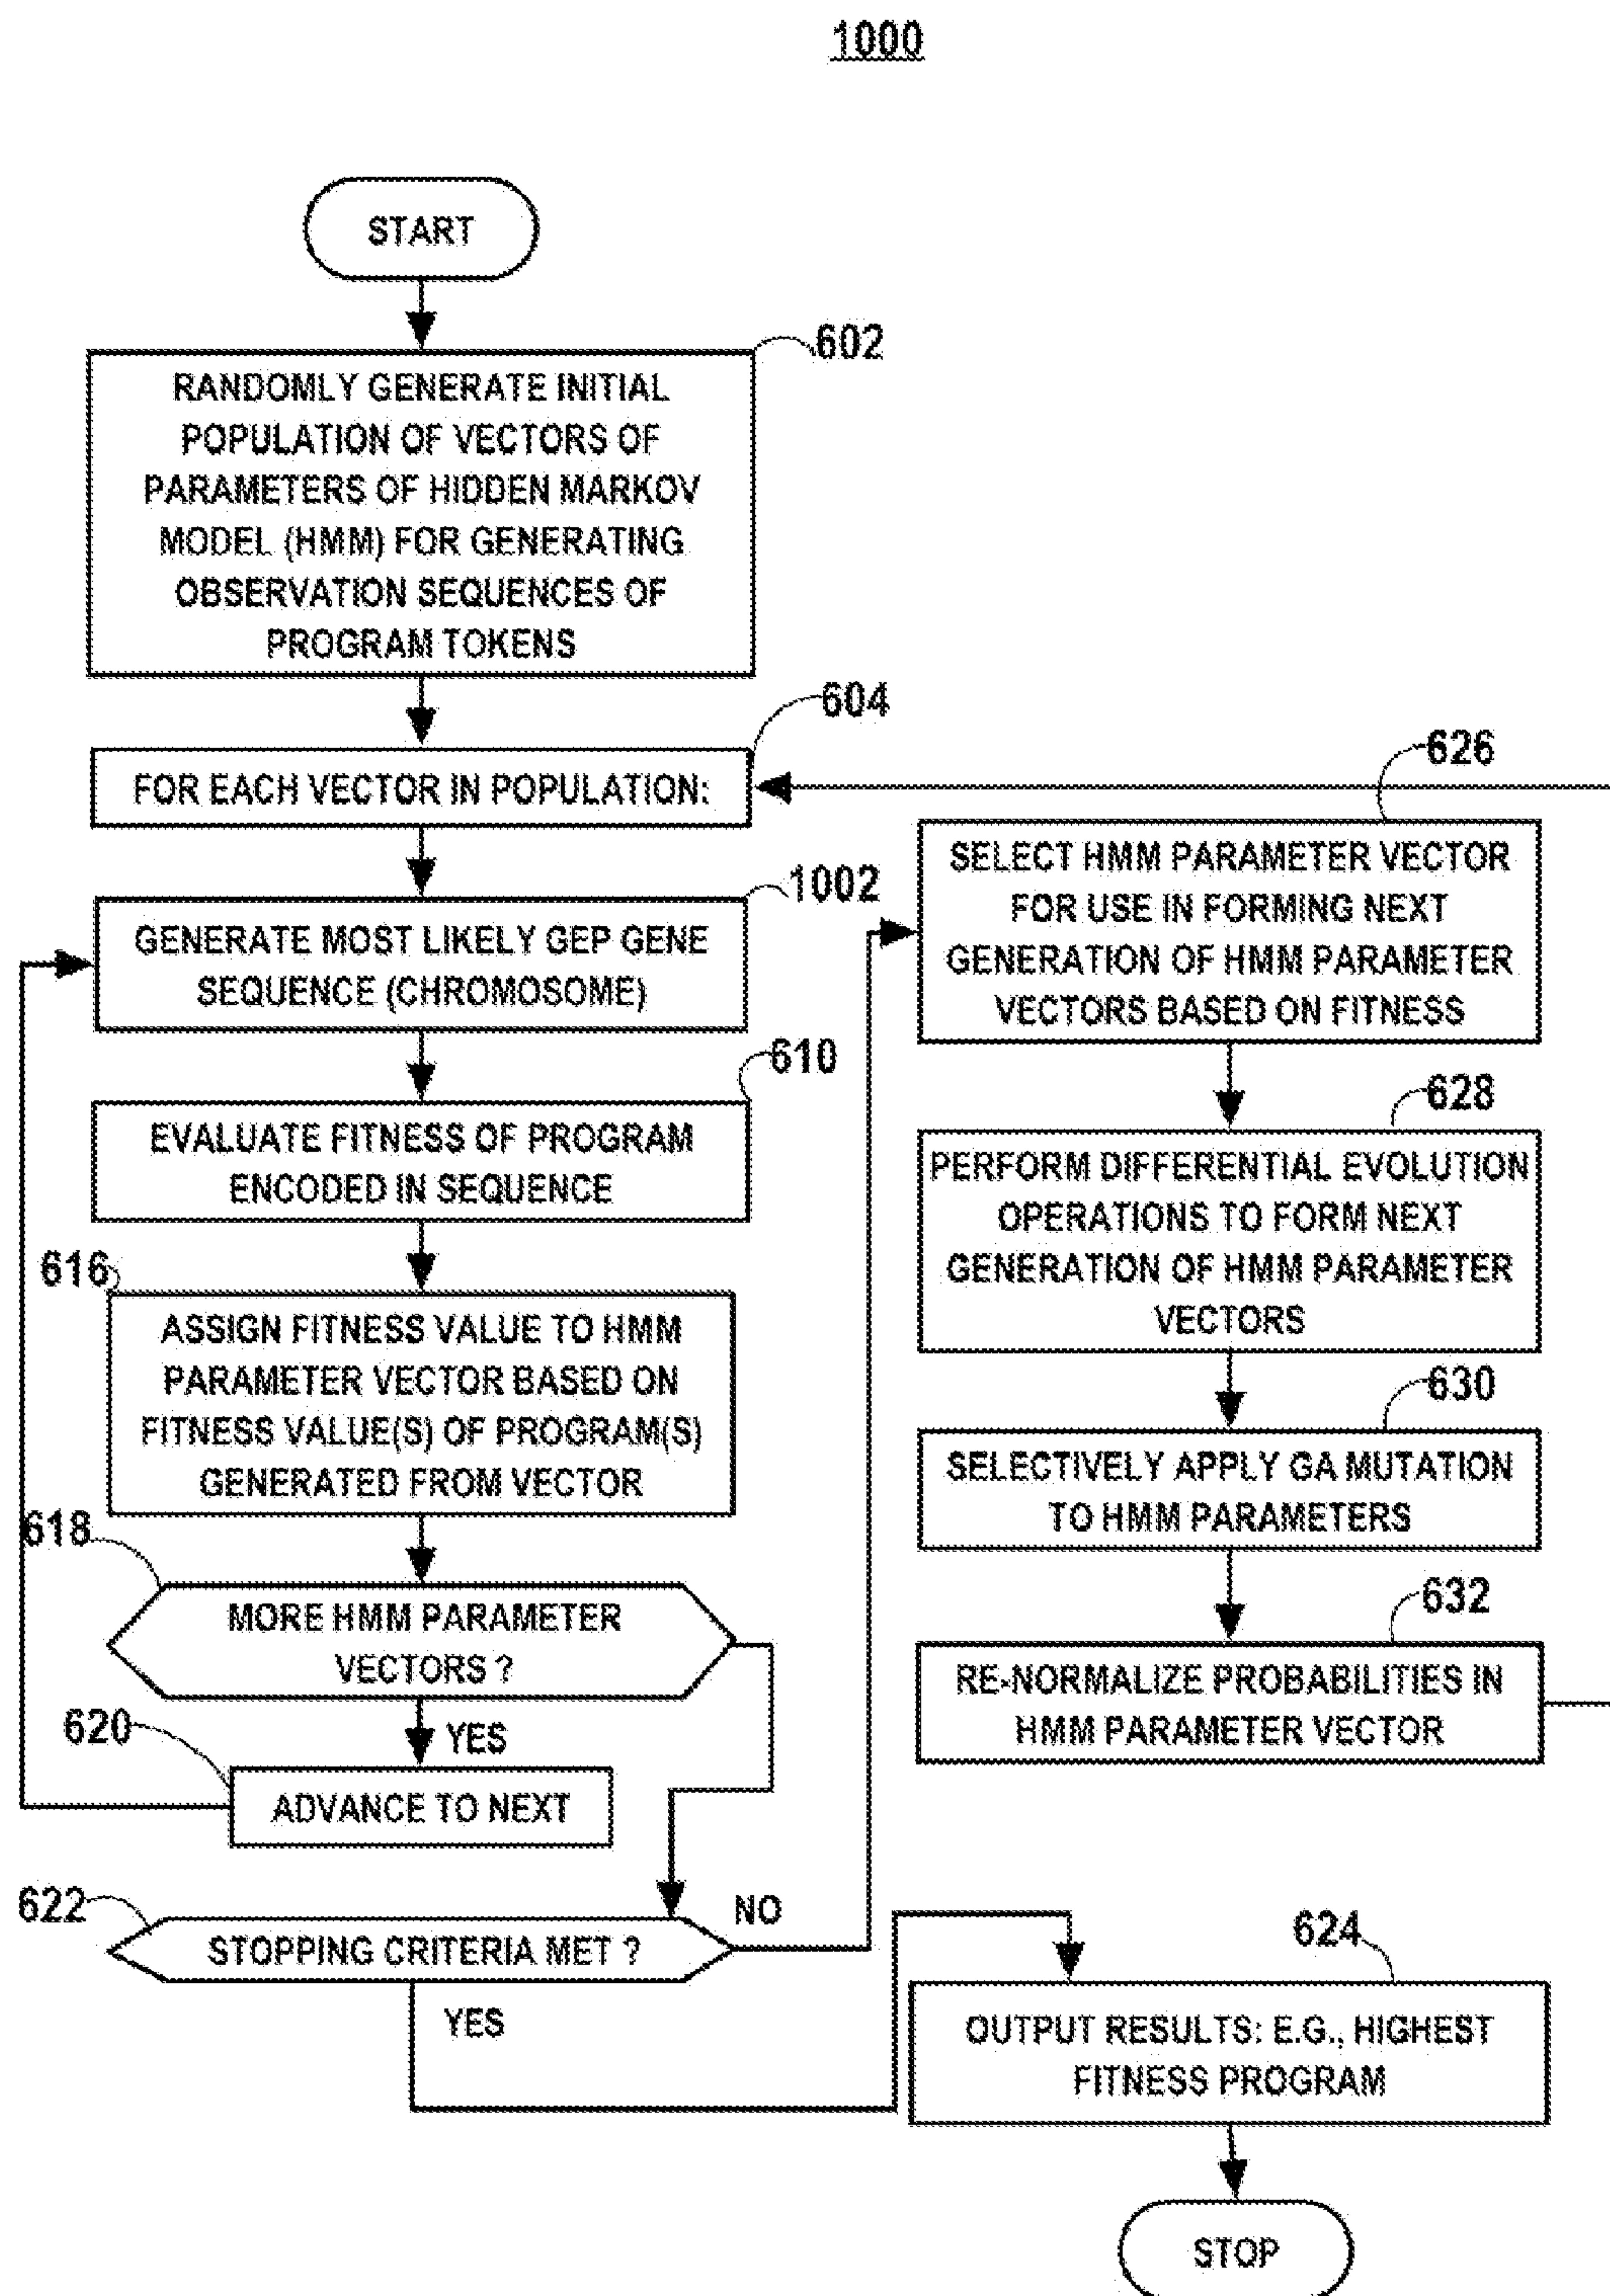 1000
START
602
RANDOMLY GENERATE INITIAL
POPULATION OF VECTORS OF
PARAMETERS OF HIDDEN MARKOV
MODEL (HMM) FOR GENERATING
OBSERVATION SEQUENCES OF
PROGRAM TOKENS
604
FOR EACH VECTOR IN POPULATION:
1002
GENERATE MOST LIKELY GEP GENE
SEQUENCE (CHROMOSOME)
610
EVALUATE FITNESS OF PROGRAM
ENCODED IN SEQUENCE
616
ASSIGN FITNESS VALUE TO HMM
PARAMETER VECTOR BASED ON
FITNESS VALUE(S) OF PROGRAM(S)
GENERATED FROM VECTOR
618
MORE HMM PARAMETER
VECTORS ?
YES
620
ADVANCE TO NEXT
622
STOPPING CRITERIA MET ?
NO
YES
626
SELECT HMM PARAMETER VECTOR
FOR USE IN FORMING NEXT
GENERATION OF HMM PARAMETER
VECTORS BASED ON FITNESS
628
PERFORM DIFFERENTIAL EVOLUTION
OPERATIONS TO FORM NEXT
GENERATION OF HMM PARAMETER
VECTORS
630
SELECTIVELY APPLY GA MUTATION
TO HMM PARAMETERS
632
RE-NORMALIZE PROBABILITIES IN
HMM PARAMETER VECTOR
624
OUTPUT RESULTS: E.G., HIGHEST
FITNESS PROGRAM
STOP